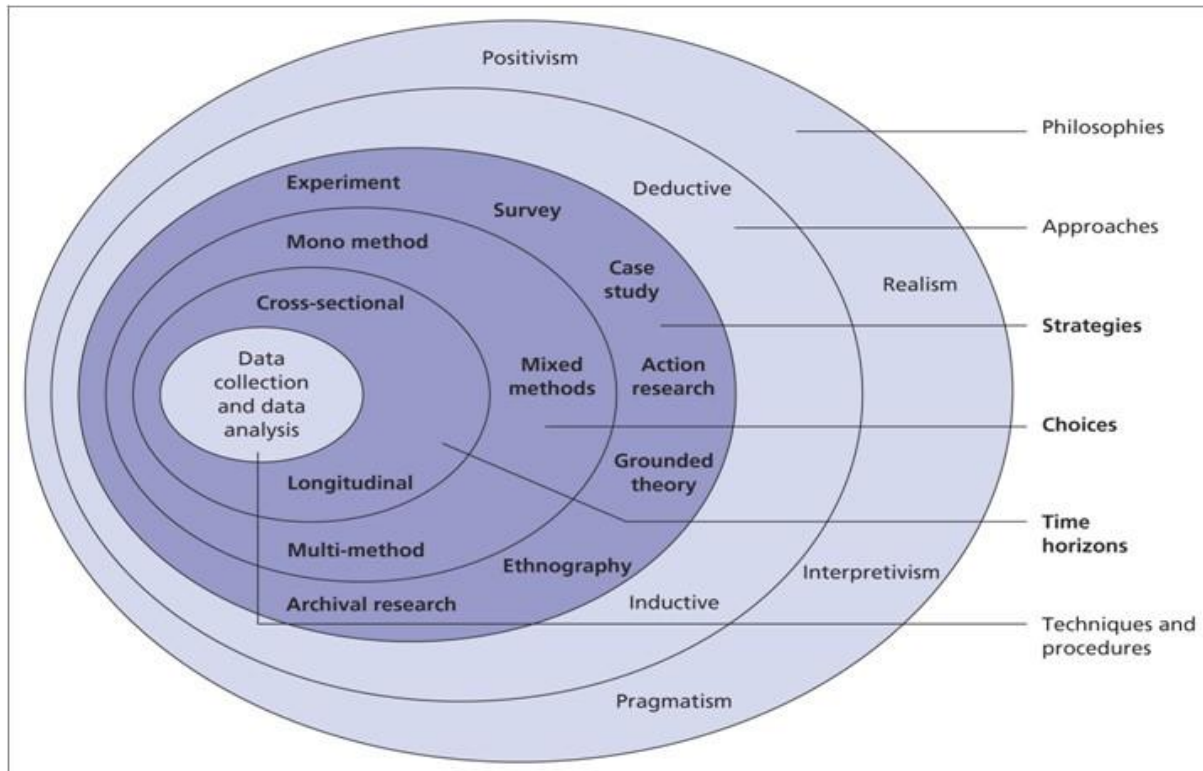 Positivism
Philosophies
Experiment
Deductive
Survey
Approaches
Mono method
Case
study
Realism
Cross-sectional
Strategies
Data
collection
and data
analysis
Mixed
methods
Action
research
Choices
Grounded
theory
Longitudinal
Time
horizons
Multi-method
Ethnography
Interpretivism
Archival research
Inductive
Techniques and
procedures
Pragmatism